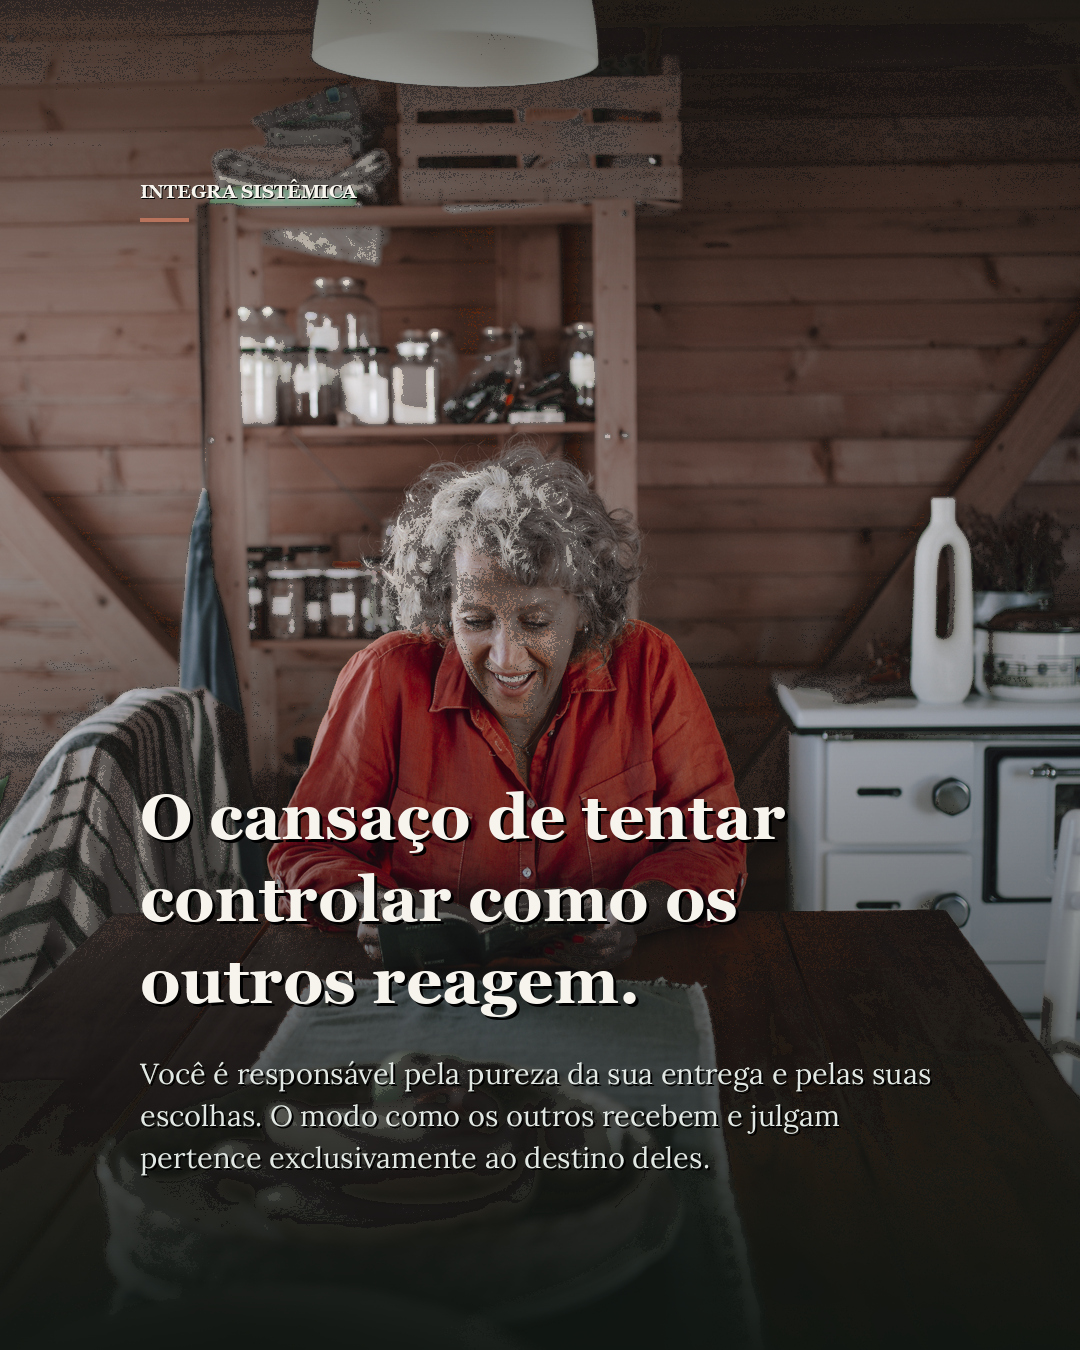 INTEGRA SISTÊMICA
O cansaço de tentar
controlar como os
outros reagem.
Você é responsável pela pureza da sua entrega e pelas suas
escolhas. O modo como os outros recebem e julgam
pertence exclusivamente ao destino deles.